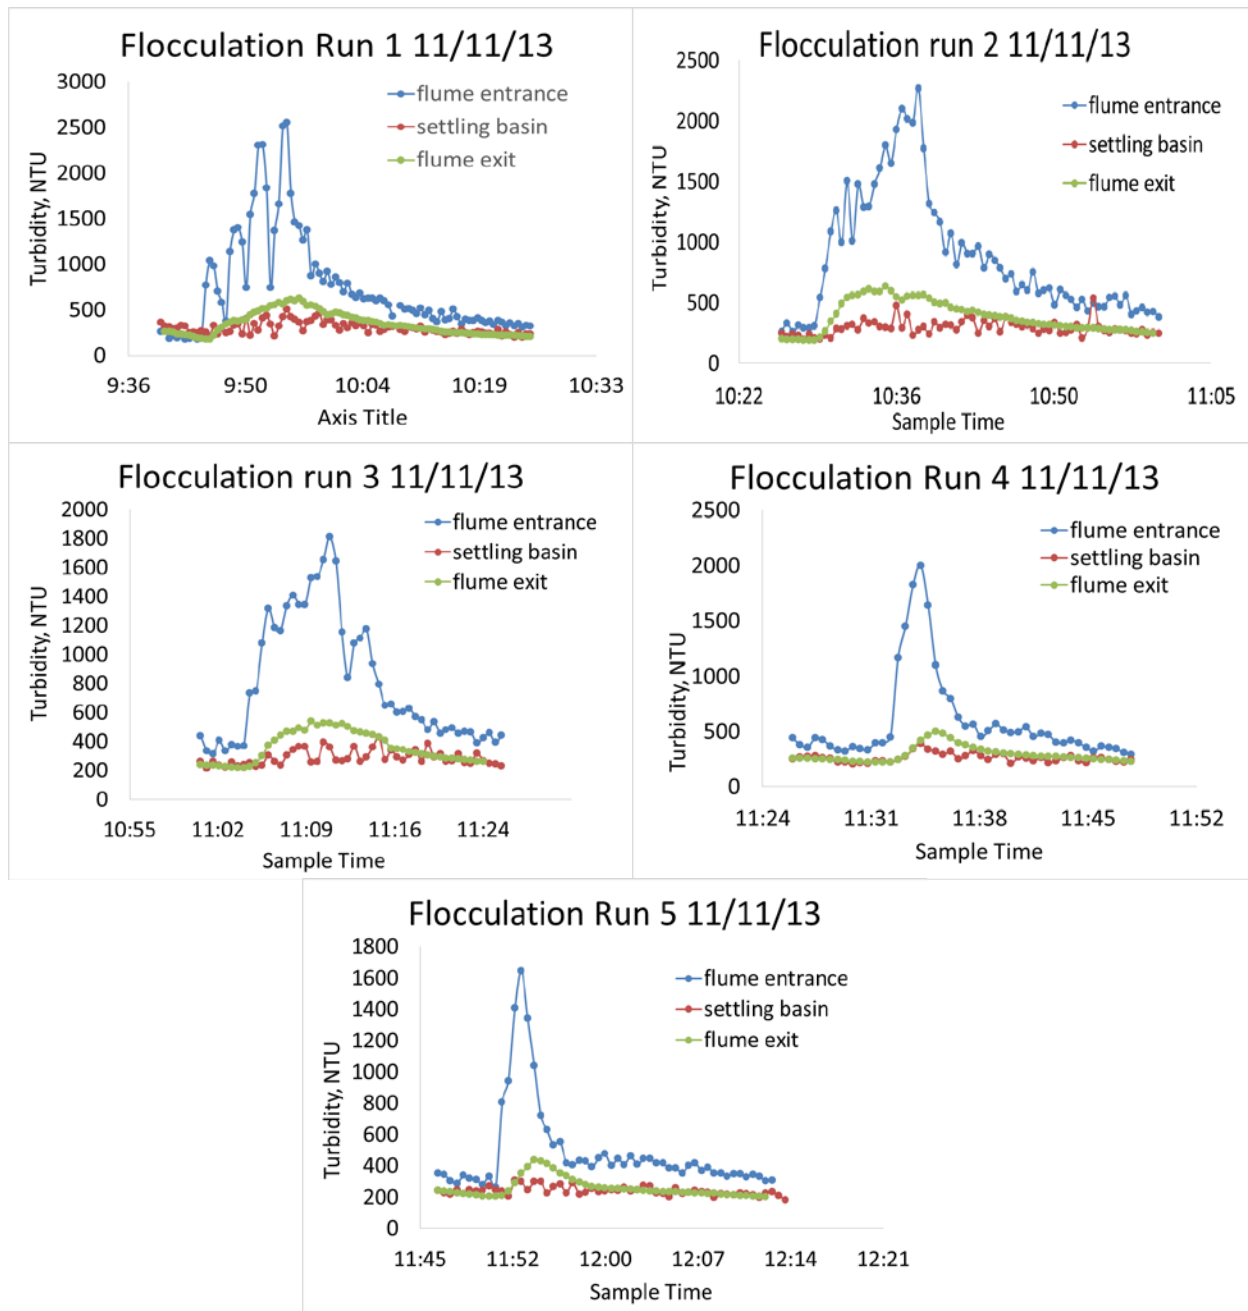 Flocculation Run 1 11/11/13
3000
2500
2000
1500
1000
500
0
Turbidity, NTU
flume entrance
settling basin
flume exit
9:36
9:50
10:04
10:19
10:33
Axis Title
Flocculation run 2 11/11/13
2500
2000
1500
1000
500
0
Turbidity, NTU
flume entrance
settling basin
flume exit
10:22
10:36
10:50
11:05
Sample Time
Flocculation run 3 11/11/13
2000
1800
1600
1400
1200
1000
800
600
400
200
0
Turbidity, NTU
flume entrance
settling basin
flume exit
10:55
11:02
11:09
11:16
11:24
Sample Time
Flocculation Run 4 11/11/13
2500
2000
1500
1000
500
0
Turbidity, NTU
flume entrance
settling basin
flume exit
11:24
11:31
11:38
11:45
11:52
Sample Time
Flocculation Run 5 11/11/13
1800
1600
1400
1200
1000
800
600
400
200
0
Turbidity, NTU
flume entrance
settling basin
flume exit
11:45
11:52
12:00
12:07
12:14
12:21
Sample Time